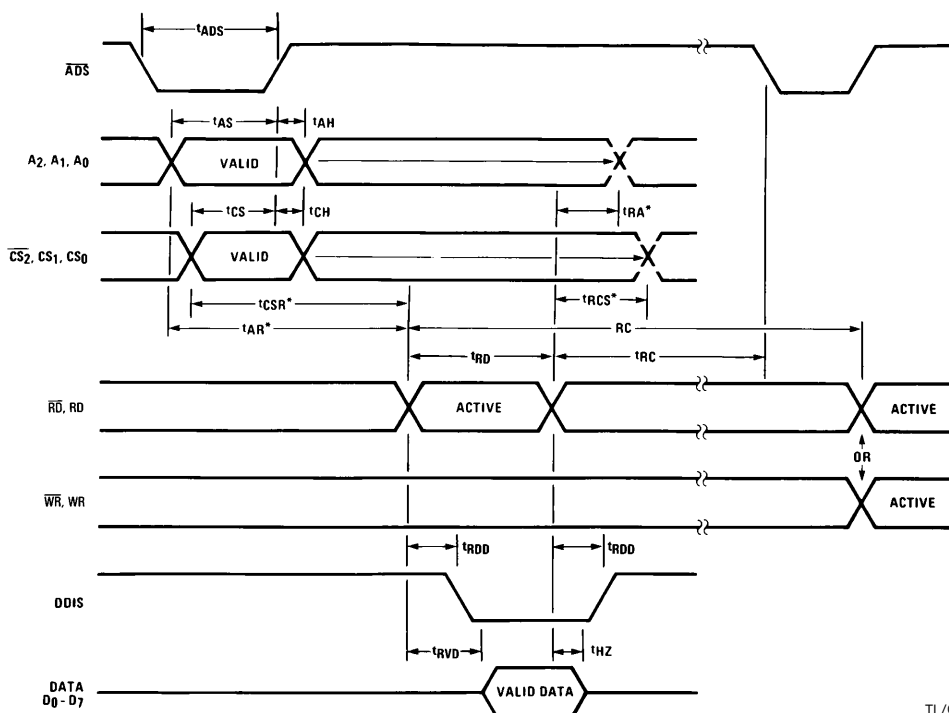 tADS
ADS
tAS tAH
A2, A1, A0 VALID
tCS tCH tRA*
CS2, CS1, CS0 VALID
tCSR* tRCS*
tAR* RC
tRD tRC
RD, RD ACTIVE ACTIVE
OR
WR, WR ACTIVE
tRDD tRDD
DDIS
tRVD tHZ
DATA
D0 - D7 VALID DATA